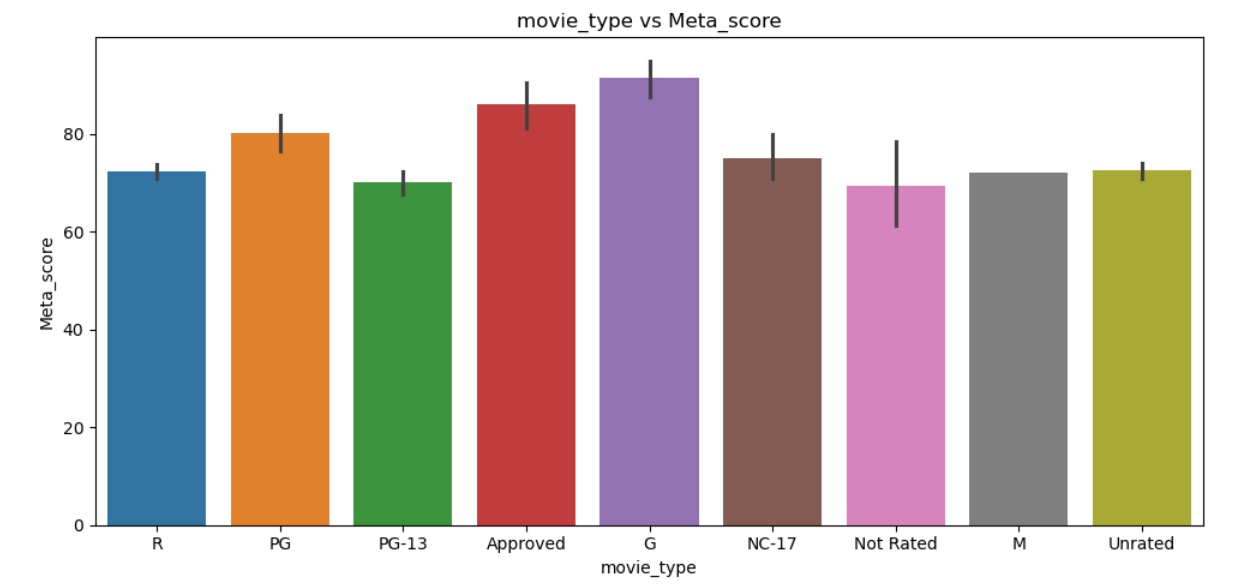 movie_type vs Meta_score
Meta_score
80
60
40
20
0
R PG PG-13 Approved G NC-17 Not Rated M Unrated
movie_type